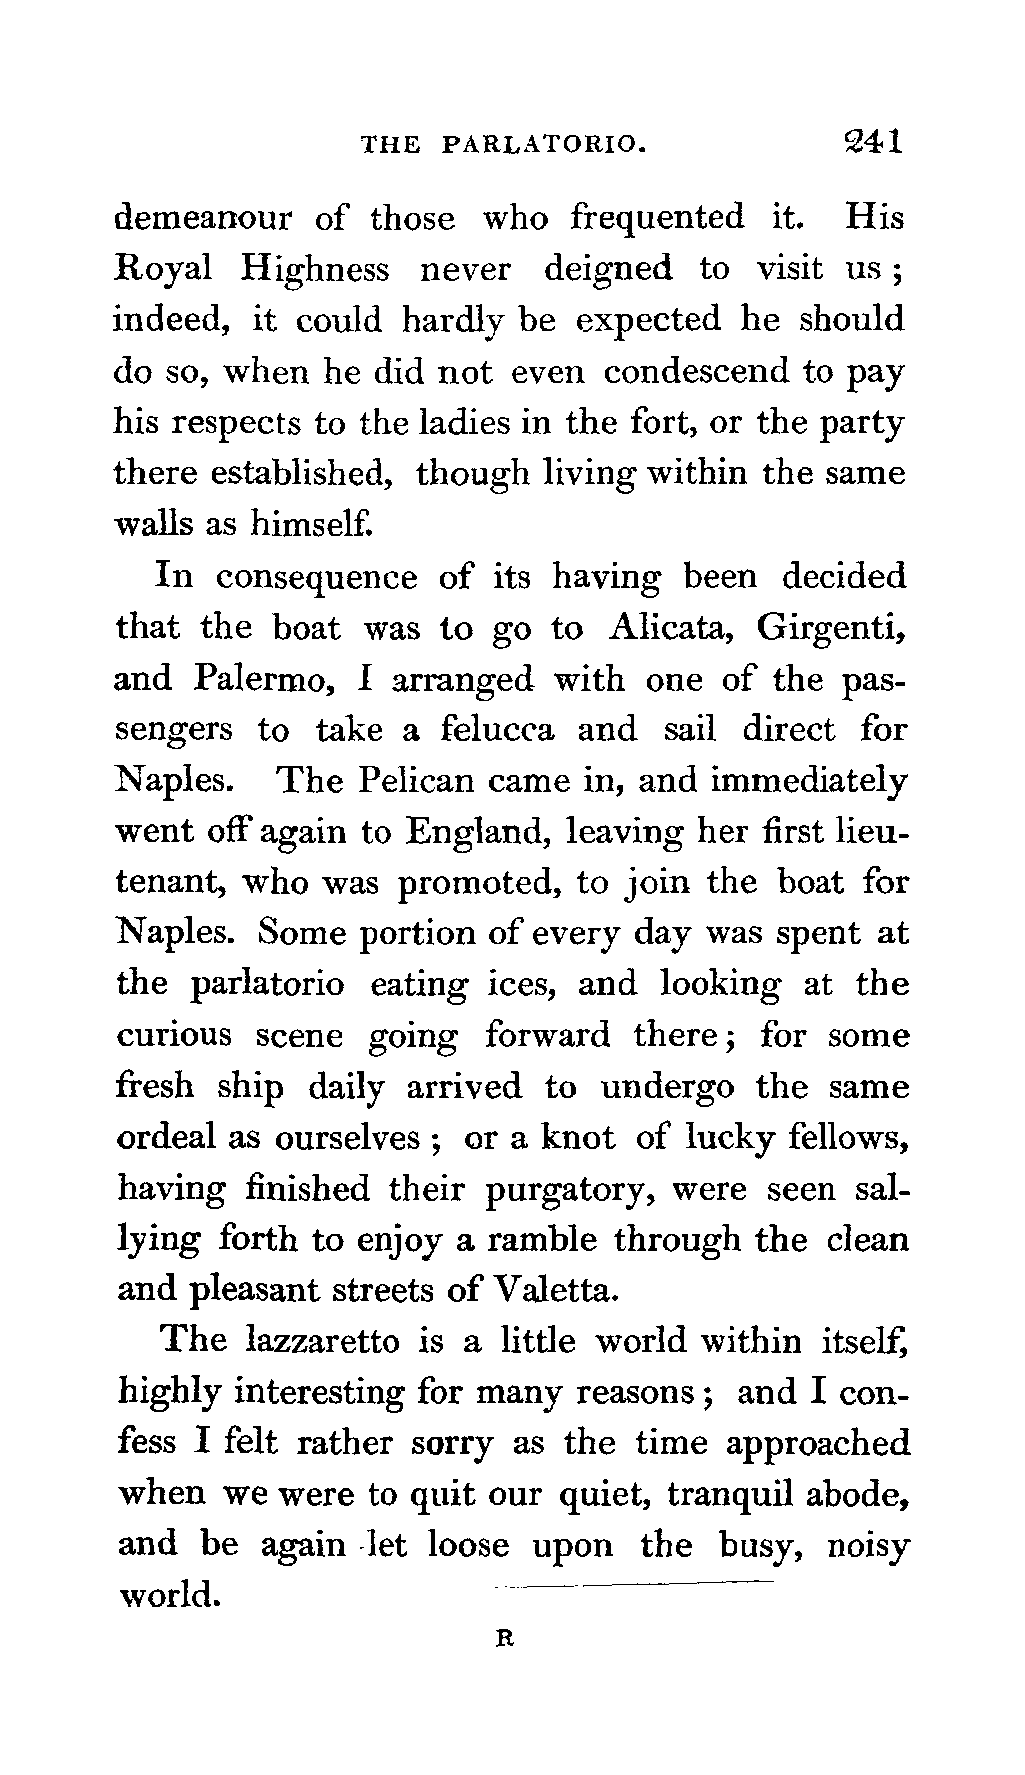 THE PARLATORIO. 241
demeanour of those who frequented it. His
Royal Highness never deigned to visit us ;
indeed, it could hardly be expected he should
do so, when he did not even condescend to pay
his respects to the ladies in the fort, or the party
there established, though living within the same
walls as himself.
In consequence of its having been decided
that the boat was to go to Alicata, Girgenti,
and Palermo, I arranged with one of the pas-
sengers to take a felucca and sail direct for
Naples. The Pelican came in, and immediately
went off again to England, leaving her first lieu-
tenant, who was promoted, to join the boat for
Naples. Some portion of every day was spent at
the parlatorio eating ices, and looking at the
curious scene going forward there ; for some
fresh ship daily arrived to undergo the same
ordeal as ourselves ; or a knot of lucky fellows,
having finished their purgatory, were seen sal-
lying forth to enjoy a ramble through the clean
and pleasant streets of Valetta.
The lazzaretto is a little world within itself,
highly interesting for many reasons ; and I con-
fess I felt rather sorry as the time approached
when we were to quit our quiet, tranquil abode,
and be again let loose upon the busy, noisy
world.
R